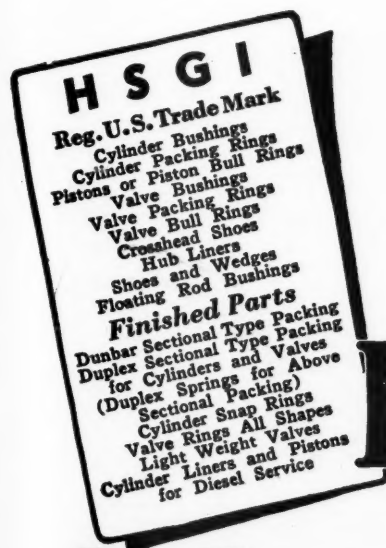 HSGI
Reg. U.S. Trade Mark
Cylinder Bushings
Cylinder Packing Rings
Pistons or Piston Bull Rings
Valve Bushings
Valve Packing Rings
Valve Bull Rings
Crosshead Shoes
Hub Liners
Shoes and Wedges
Floating Rod Bushings
Finished Parts
Dunbar Sectional Type Packing
Duplex Sectional Type Packing
for Cylinders and Valves
(Duplex Springs for Above
Sectional Packing)
Cylinder Snap Rings
Valve Rings All Shapes
Light Weight Valves
Cylinder Liners and Pistons
for Diesel Service